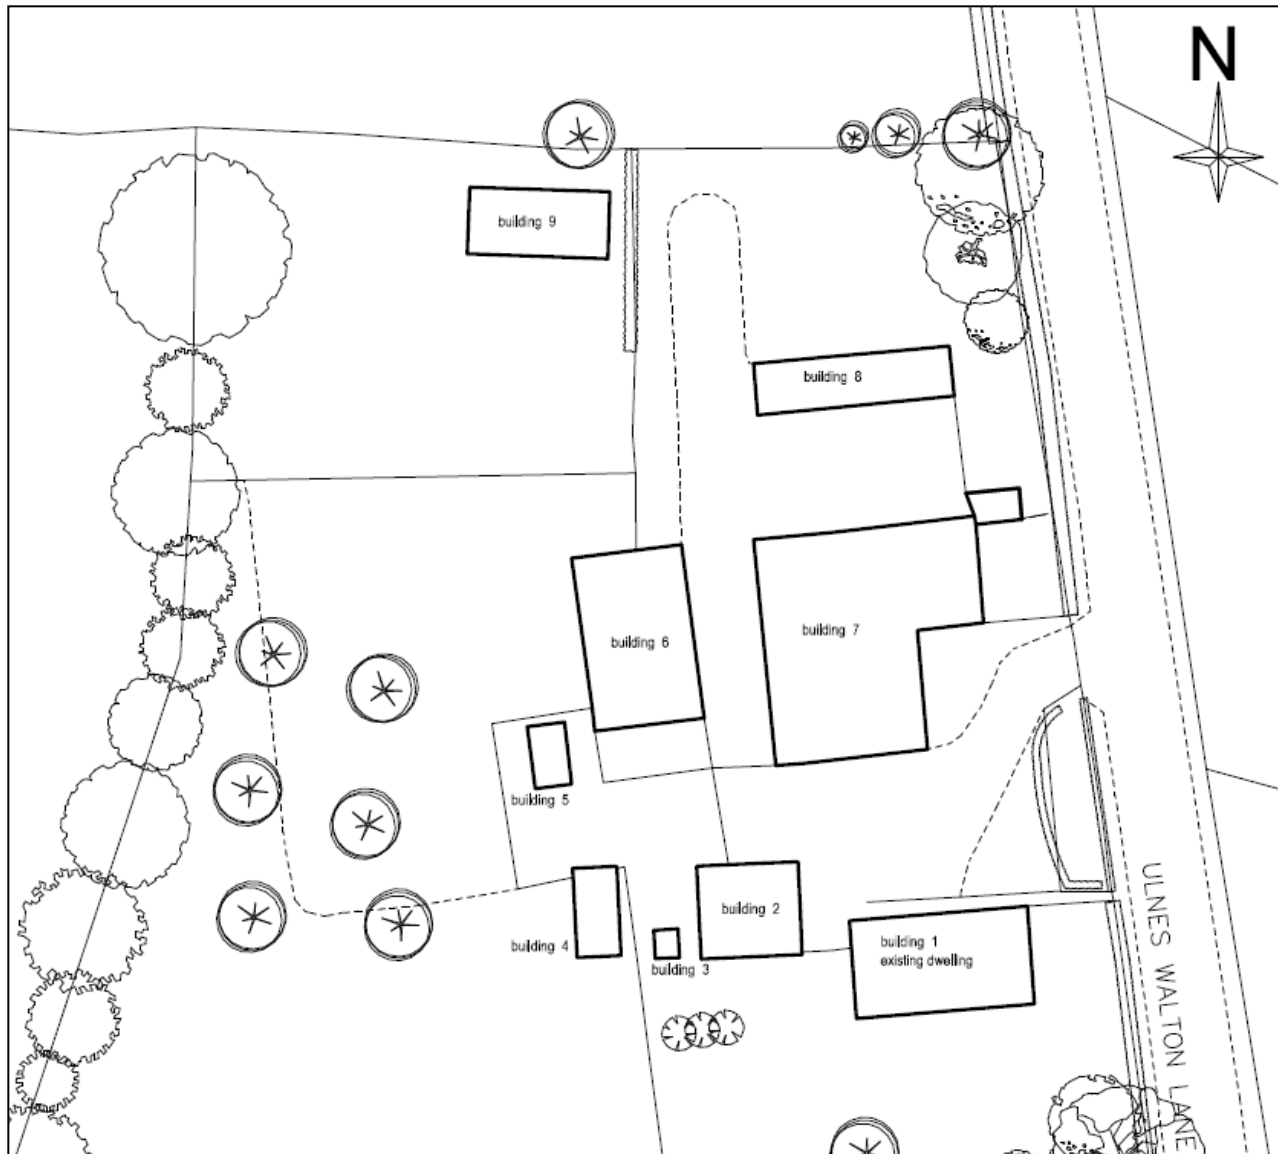 N
building 9
building 8
building 6
building 7
building 5
building 2
building 4
building 3
building 1
existing dwelling
ULNES WALTON LANE